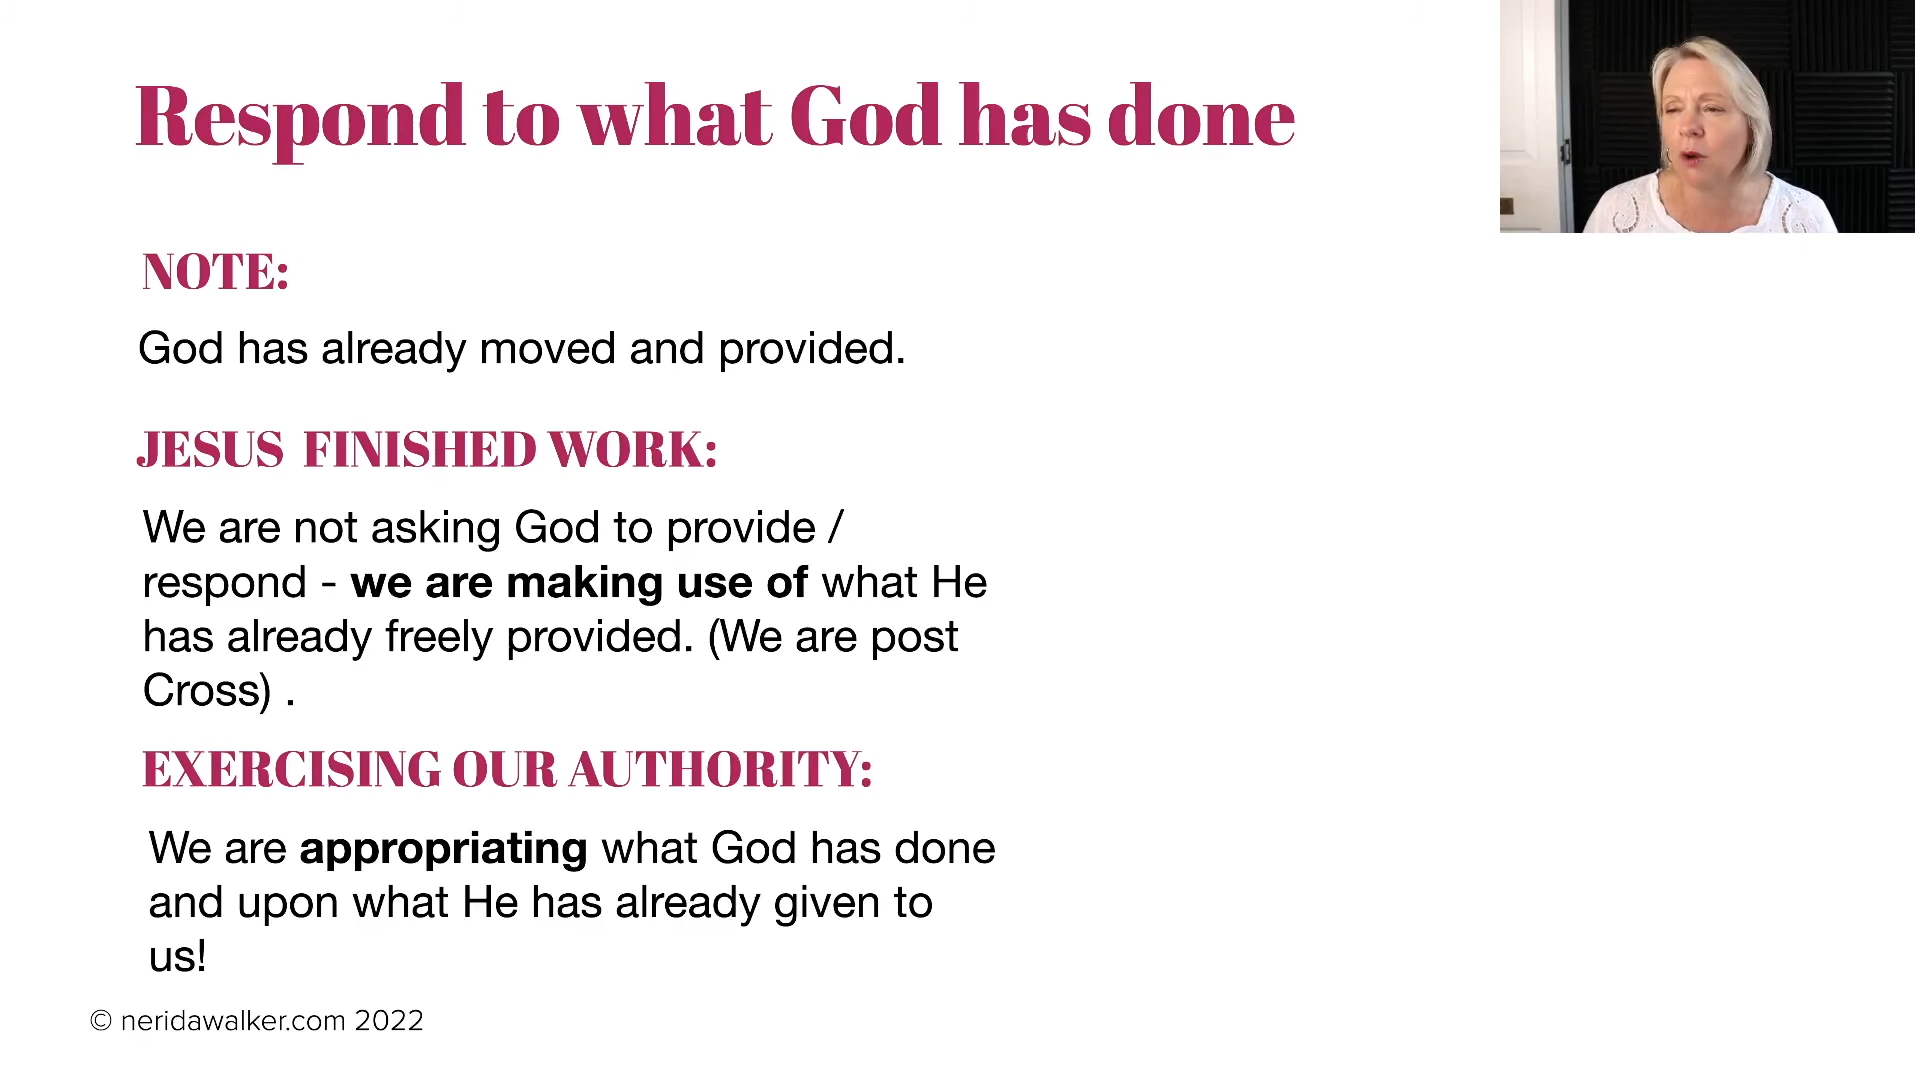 Respond to what God has done
NOTE:
God has already moved and provided.
JESUS FINISHED WORK:
We are not asking God to provide /
respond - we are making use of what He
has already freely provided. (We are post
Cross) .
EXERCISING OUR AUTHORITY:
We are appropriating what God has done
and upon what He has already given to
us!
© neridawalker.com 2022